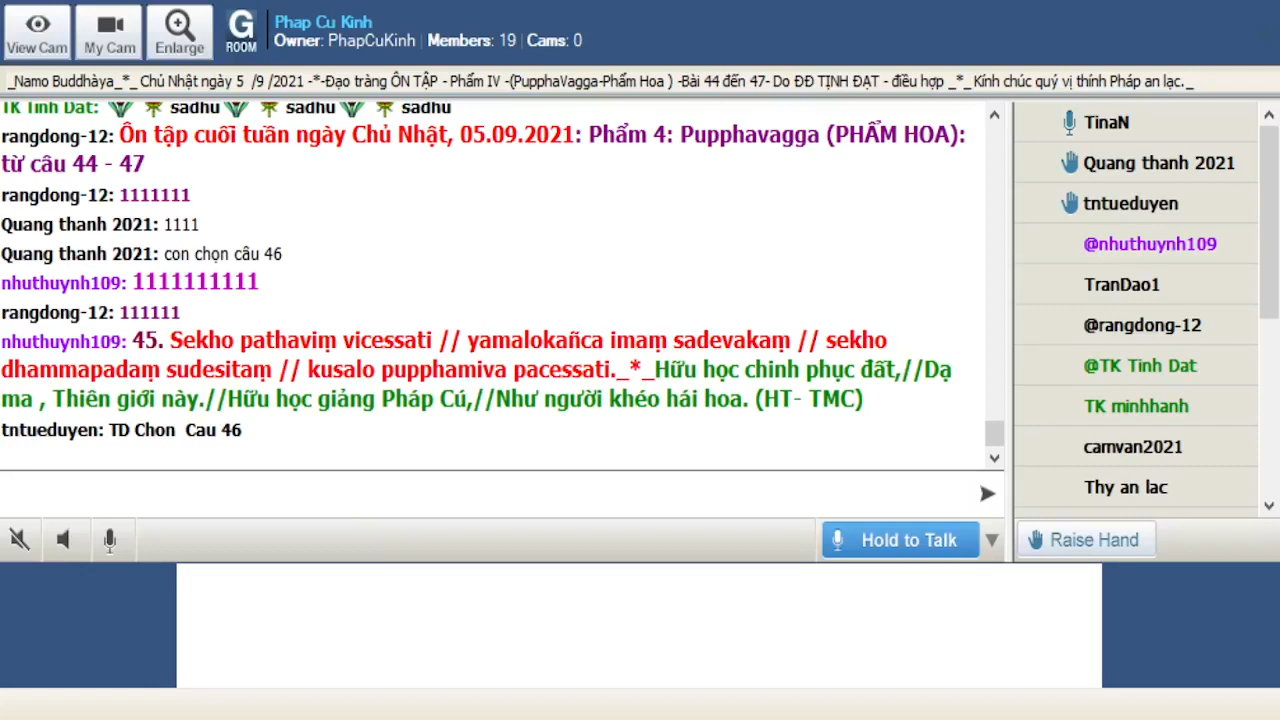 View Cam
My Cam
Enlarge
G
ROOM
Phap Cu Kinh
Owner: PhapCuKinh | Members: 19 | Cams: 0
_Namo Buddhàya_*_ Chủ Nhật ngày 5 /9 /2021 -*-Đạo tràng ÔN TẬP - Phẩm IV -(PupphaVagga-Phẩm Hoa ) -Bài 44 đến 47- Do ĐĐ TỊNH ĐẠT - điều hợp _*_Kính chúc quý vị thính Pháp an lạc._
TK Tinh Dat: sadhu sadhu sadhu
rangdong-12: Ôn tập cuối tuần ngày Chủ Nhật, 05.09.2021: Phẩm 4: Pupphavagga (PHẨM HOA):
từ câu 44 - 47
rangdong-12: 1111111
Quang thanh 2021: 1111
Quang thanh 2021: con chọn câu 46
nhuthuynh109: 1111111111
rangdong-12: 111111
nhuthuynh109: 45. Sekho pathaviṃ vicessati // yamalokañca imaṃ sadevakaṃ // sekho
dhammapadaṃ sudesitaṃ // kusalo pupphamiva pacessati._*_Hữu học chinh phục đất,//Dạ
ma , Thiên giới này.//Hữu học giảng Pháp Cú,//Như người khéo hái hoa. (HT- TMC)
tntueduyen: TD Chon Cau 46
TinaN
Quang thanh 2021
tntueduyen
@nhuthuynh109
TranDao1
@rangdong-12
@TK Tinh Dat
TK minhhanh
camvan2021
Thy an lac
Hold to Talk
Raise Hand